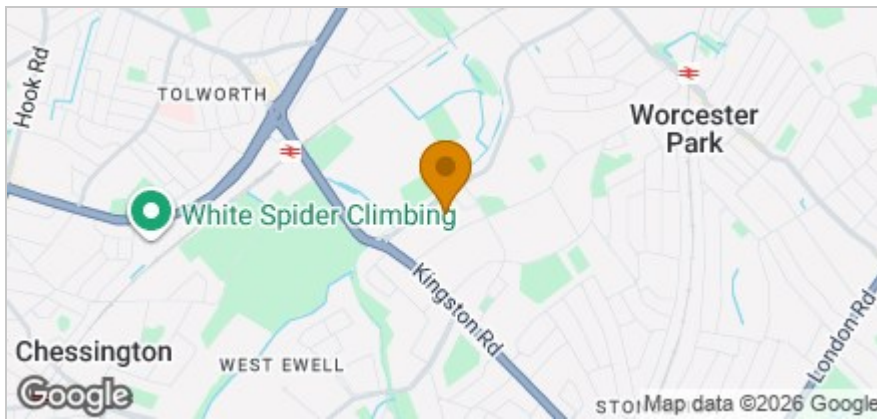 Hook Rd
TOLWORTH
Worcester
Park
White Spider Climbing
Kingston Rd
London Rd
Chessington
WEST EWELL
Google
Map data ©2026 Google